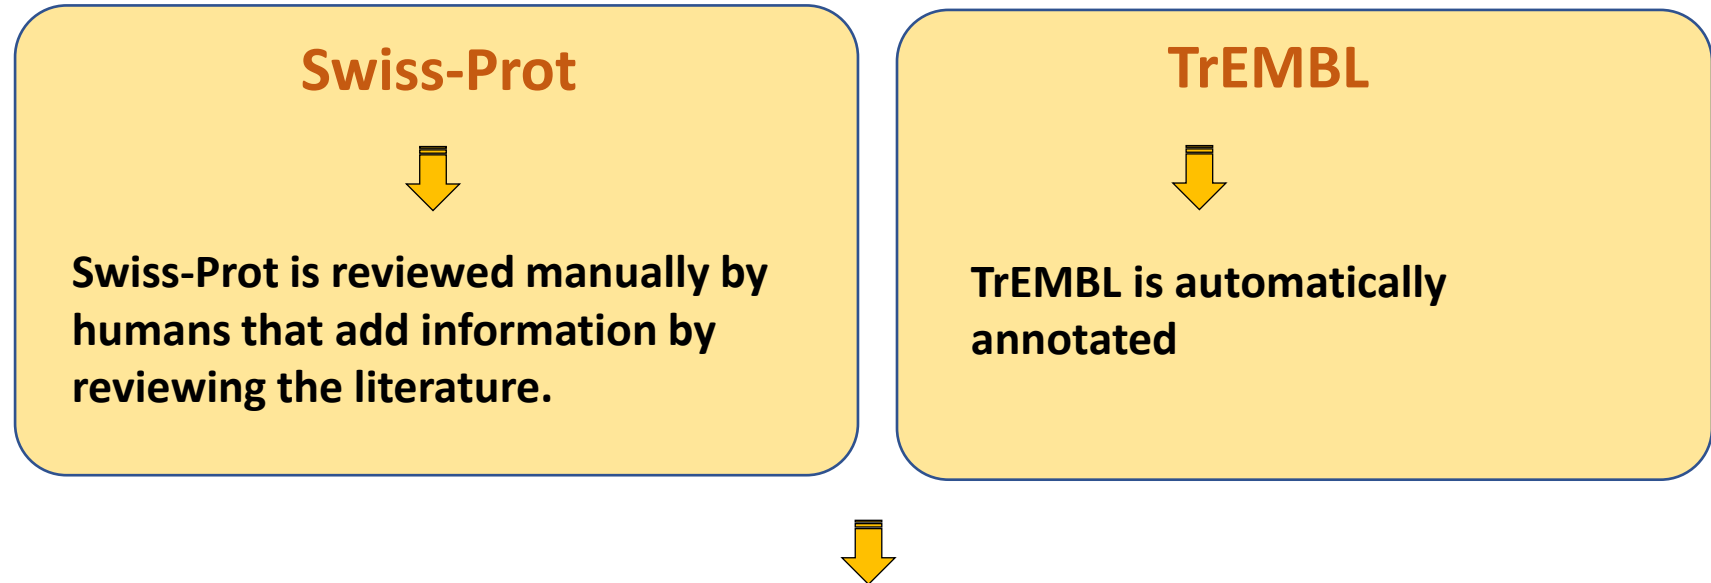 Swiss-Prot
Swiss-Prot is reviewed manually by
humans that add information by
reviewing the literature.
TrEMBL
TrEMBL is automatically
annotated